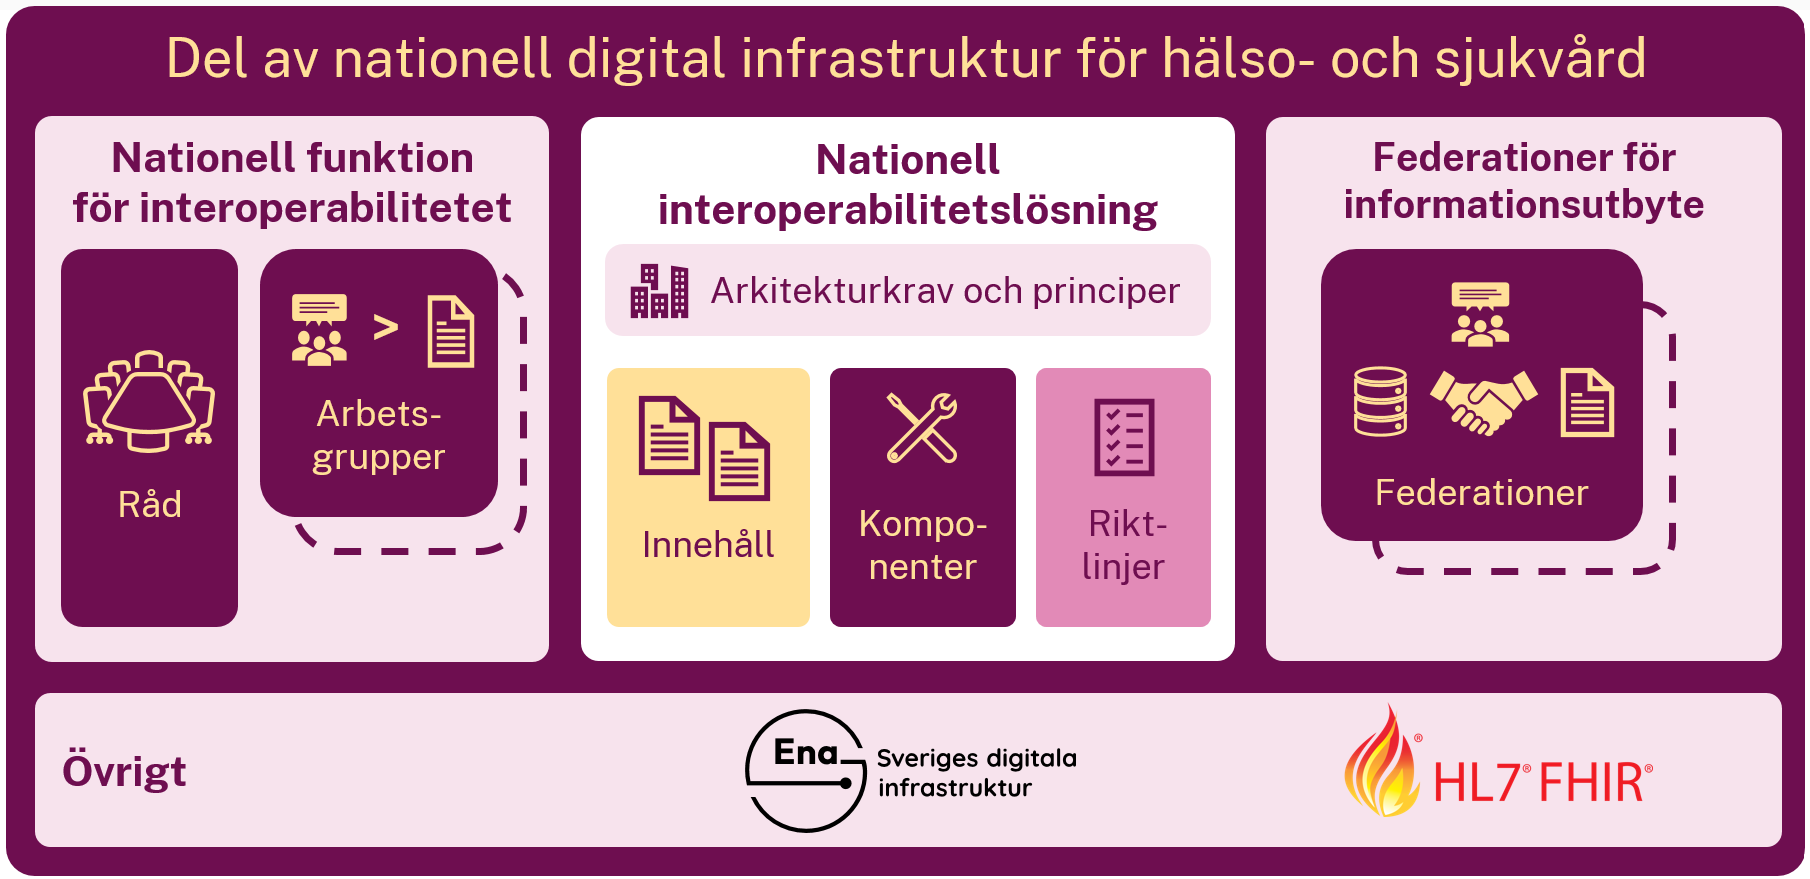 Del av nationell digital infrastruktur för hälso- och sjukvård
Nationell funktion
för interoperabilitetet
Råd
>
Arbets-
grupper
Nationell
interoperabilitetslösning
Arkitekturkrav och principer
Innehåll
Kompo-
nenter
Rikt-
linjer
Federationer för
informationsutbyte
Federationer
Övrigt
Ena
Sveriges digitala
infrastruktur
® HL7® FHIR®